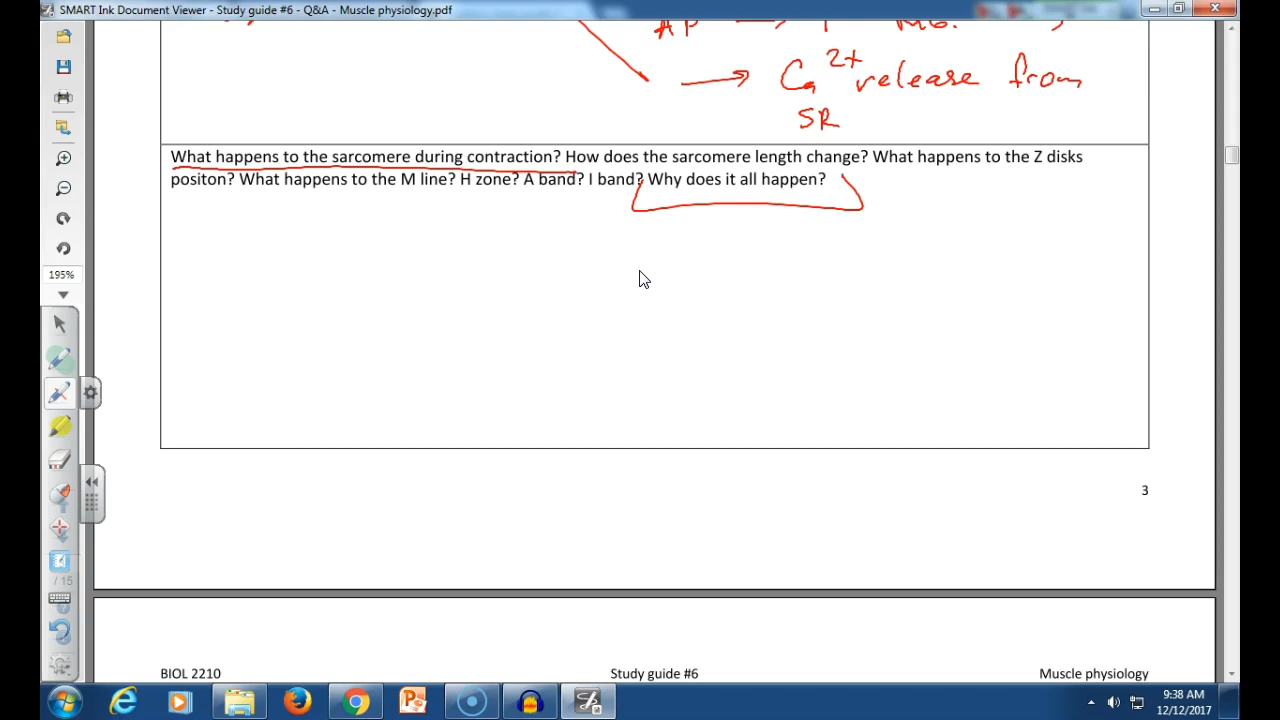 SMART Ink Document Viewer - Study guide #6 - Q&A - Muscle physiology.pdf
AP → ↑
→ Ca 2+ release from
SR
What happens to the sarcomere during contraction? How does the sarcomere length change? What happens to the Z disks
positon? What happens to the M line? H zone? A band? I band? Why does it all happen?
195%
3
/ 15
BIOL 2210 Study guide #6 Muscle physiology
9:38 AM
12/12/2017